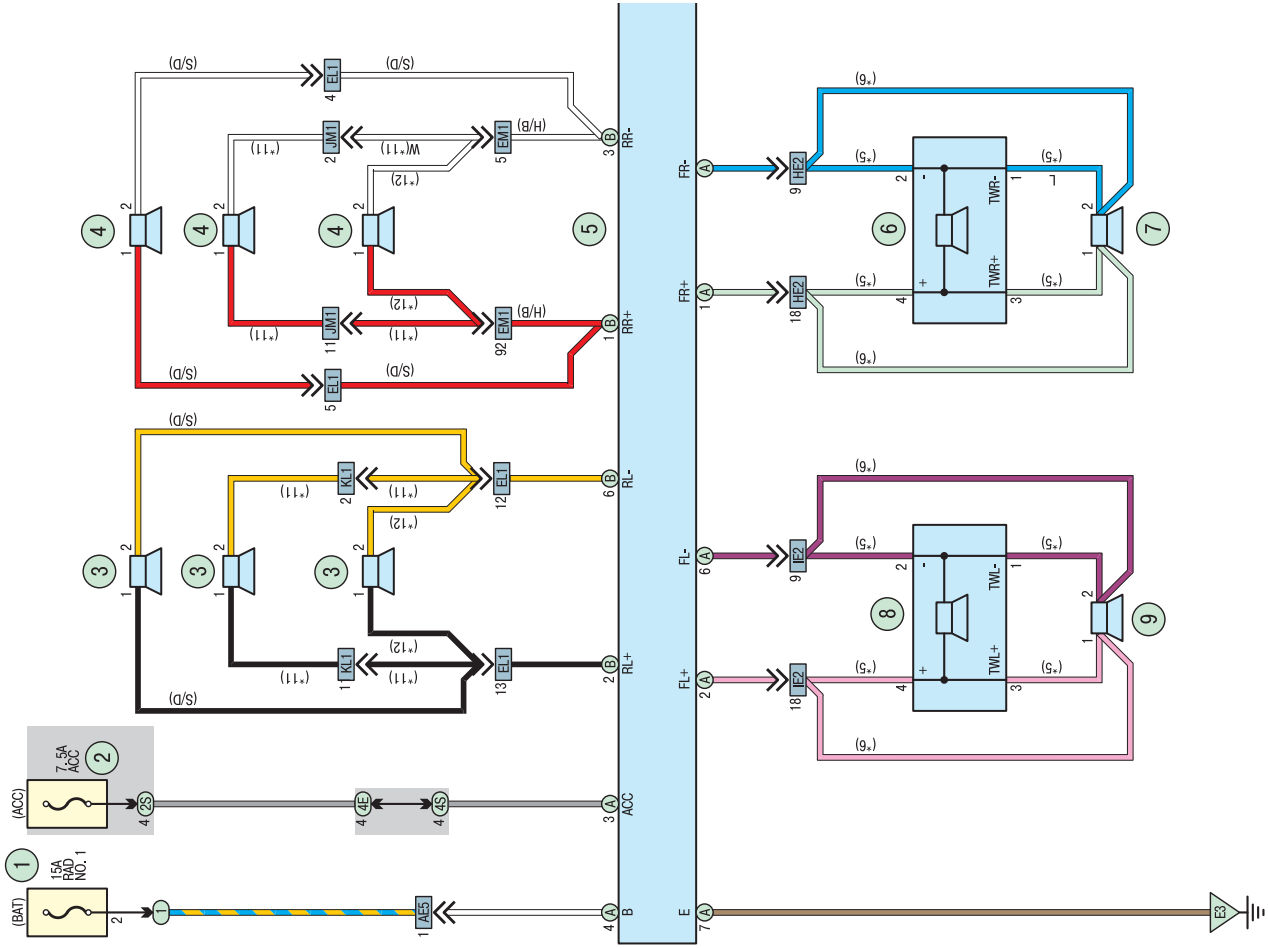 (BAT)
1
15A
RAD
NO. 1
2
1
1
AE5
4
A
B
(ACC)
7. 5A
ACC
2
4
2S
4
4E
4
4S
3
A
ACC
3
1
2
(S/D)
(S/D)
3
1
2
(*11)
(*11)
1
KL1
2
KL1
(*11)
(*11)
3
1
2
(*12)
(*12)
13
EL1
12
EL1
2
B
RL+
6
B
RL-
4
1
2
(S/D)
(S/D)
5
EL1
4
EL1
(S/D)
(S/D)
4
1
2
(*11)
(*11)
11
JM1
2
JM1
(*11)
W(*11)
4
1
2
(*12)
(*12)
92
EM1
5
EM1
(H/B)
(H/B)
1
B
RR+
3
B
RR-
5
E
7
A
E3
FL+
2
A
FL-
6
A
18
IE2
9
IE2
(*6)
(*5)
(*5)
(*6)
4
+
2
-
8
TWL+
TWL-
3
1
(*5)
(*5)
1
2
9
FR+
1
A
FR-
A
18
HE2
9
HE2
(*6)
(*5)
(*5)
(*6)
4
+
2
-
6
TWR+
TWR-
3
1
(*5)
L
(*5)
1
2
7